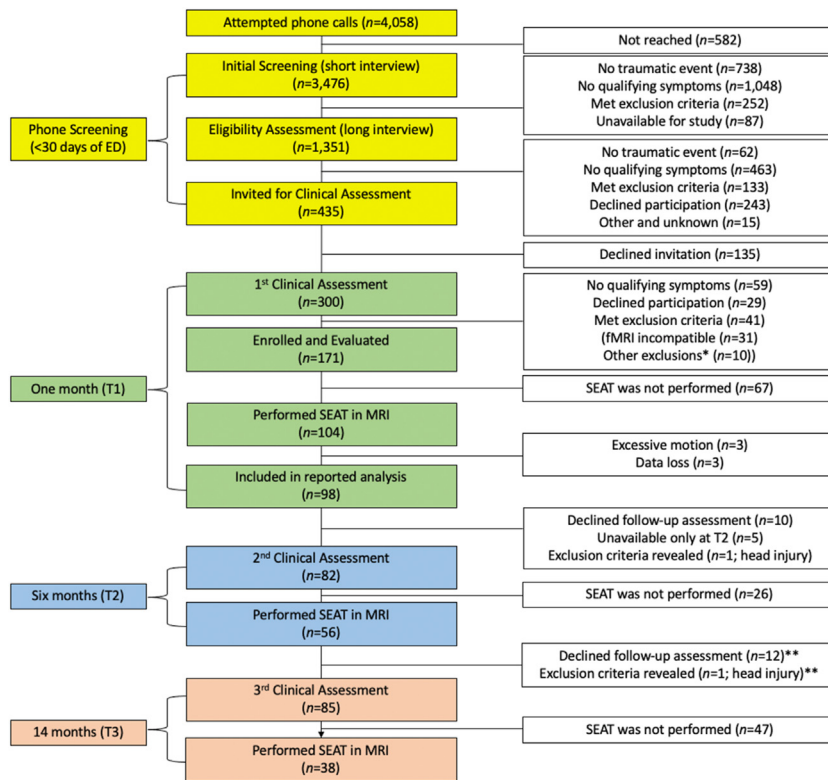 Attempted phone calls (n=4,058)
Not reached (n=582)
Initial Screening (short interview)
(n=3,476)
No traumatic event (n=738)
No qualifying symptoms (n=1,048)
Met exclusion criteria (n=252)
Unavailable for study (n=87)
Phone Screening
(<30 days of ED)
Eligibility Assessment (long interview)
(n=1,351)
No traumatic event (n=62)
No qualifying symptoms (n=463)
Met exclusion criteria (n=133)
Declined participation (n=243)
Other and unknown (n=15)
Invited for Clinical Assessment
(n=435)
Declined invitation (n=135)
1st Clinical Assessment
(n=300)
No qualifying symptoms (n=59)
Declined participation (n=29)
Met exclusion criteria (n=41)
(fMRI incompatible (n=31)
Other exclusions* (n=10))
Enrolled and Evaluated
(n=171)
One month (T1)
SEAT was not performed (n=67)
Performed SEAT in MRI
(n=104)
Excessive motion (n=3)
Data loss (n=3)
Included in reported analysis
(n=98)
Declined follow-up assessment (n=10)
Unavailable only at T2 (n=5)
Exclusion criteria revealed (n=1; head injury)
2nd Clinical Assessment
(n=82)
Six months (T2)
SEAT was not performed (n=26)
Performed SEAT in MRI
(n=56)
Declined follow-up assessment (n=12)**
Exclusion criteria revealed (n=1; head injury)**
3rd Clinical Assessment
(n=85)
14 months (T3)
SEAT was not performed (n=47)
Performed SEAT in MRI
(n=38)